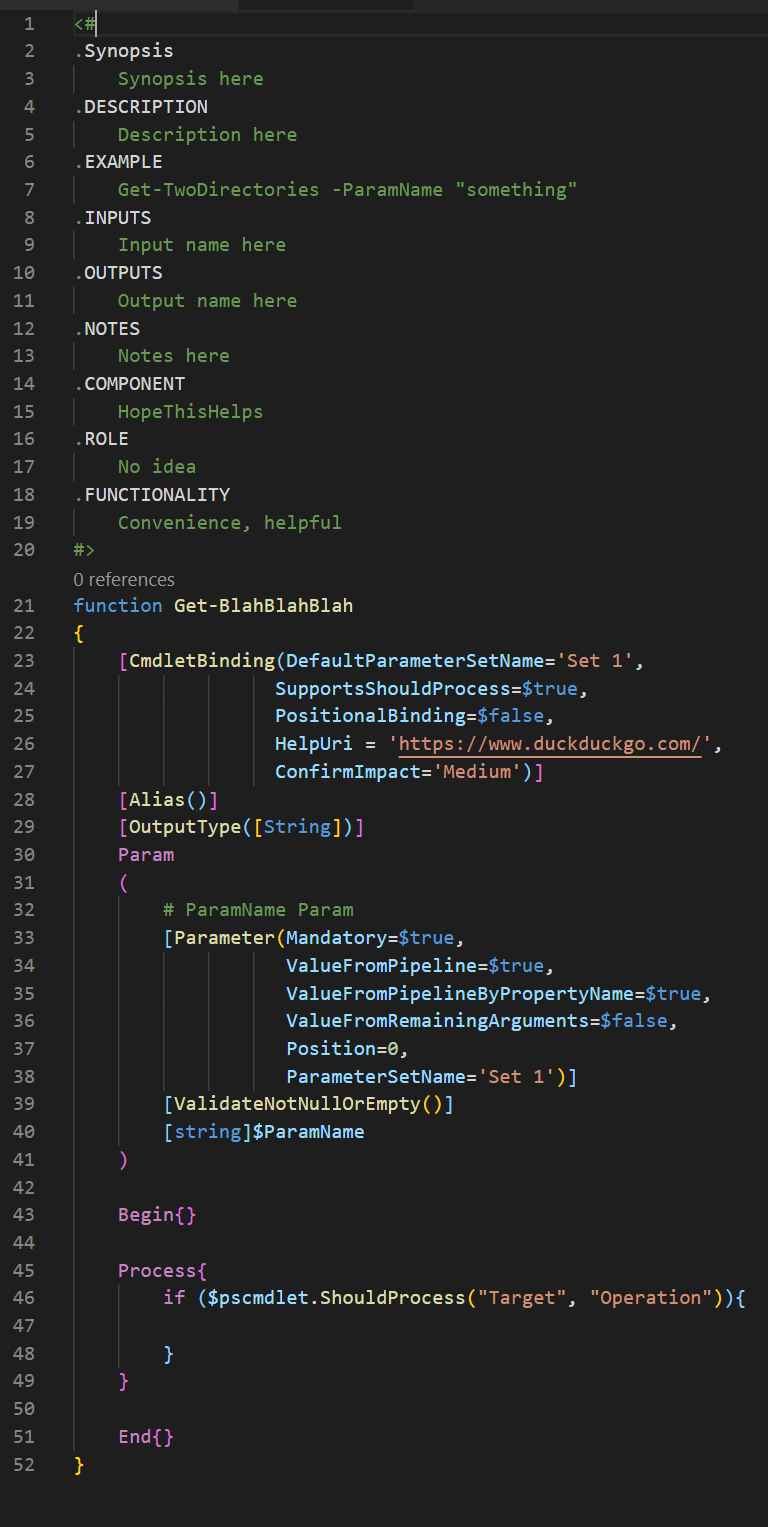 1 <#
2 .Synopsis
3     Synopsis here
4 .DESCRIPTION
5     Description here
6 .EXAMPLE
7     Get-TwoDirectories -ParamName "something"
8 .INPUTS
9     Input name here
10 .OUTPUTS
11     Output name here
12 .NOTES
13     Notes here
14 .COMPONENT
15     HopeThisHelps
16 .ROLE
17     No idea
18 .FUNCTIONALITY
19     Convenience, helpful
20 #>
0 references
21 function Get-BlahBlahBlah
22 {
23     [CmdletBinding(DefaultParameterSetName='Set 1',
24                   SupportsShouldProcess=$true,
25                   PositionalBinding=$false,
26                   HelpUri = 'https://www.duckduckgo.com/',
27                   ConfirmImpact='Medium')]
28     [Alias()]
29     [OutputType([String])]
30     Param
31     (
32         # ParamName Param
33         [Parameter(Mandatory=$true,
34                    ValueFromPipeline=$true,
35                    ValueFromPipelineByPropertyName=$true,
36                    ValueFromRemainingArguments=$false,
37                    Position=0,
38                    ParameterSetName='Set 1')]
39         [ValidateNotNullOrEmpty()]
40         [string]$ParamName
41     )
42
43     Begin{}
44
45     Process{
46         if ($pscmdlet.ShouldProcess("Target", "Operation")){
47
48         }
49     }
50
51     End{}
52 }